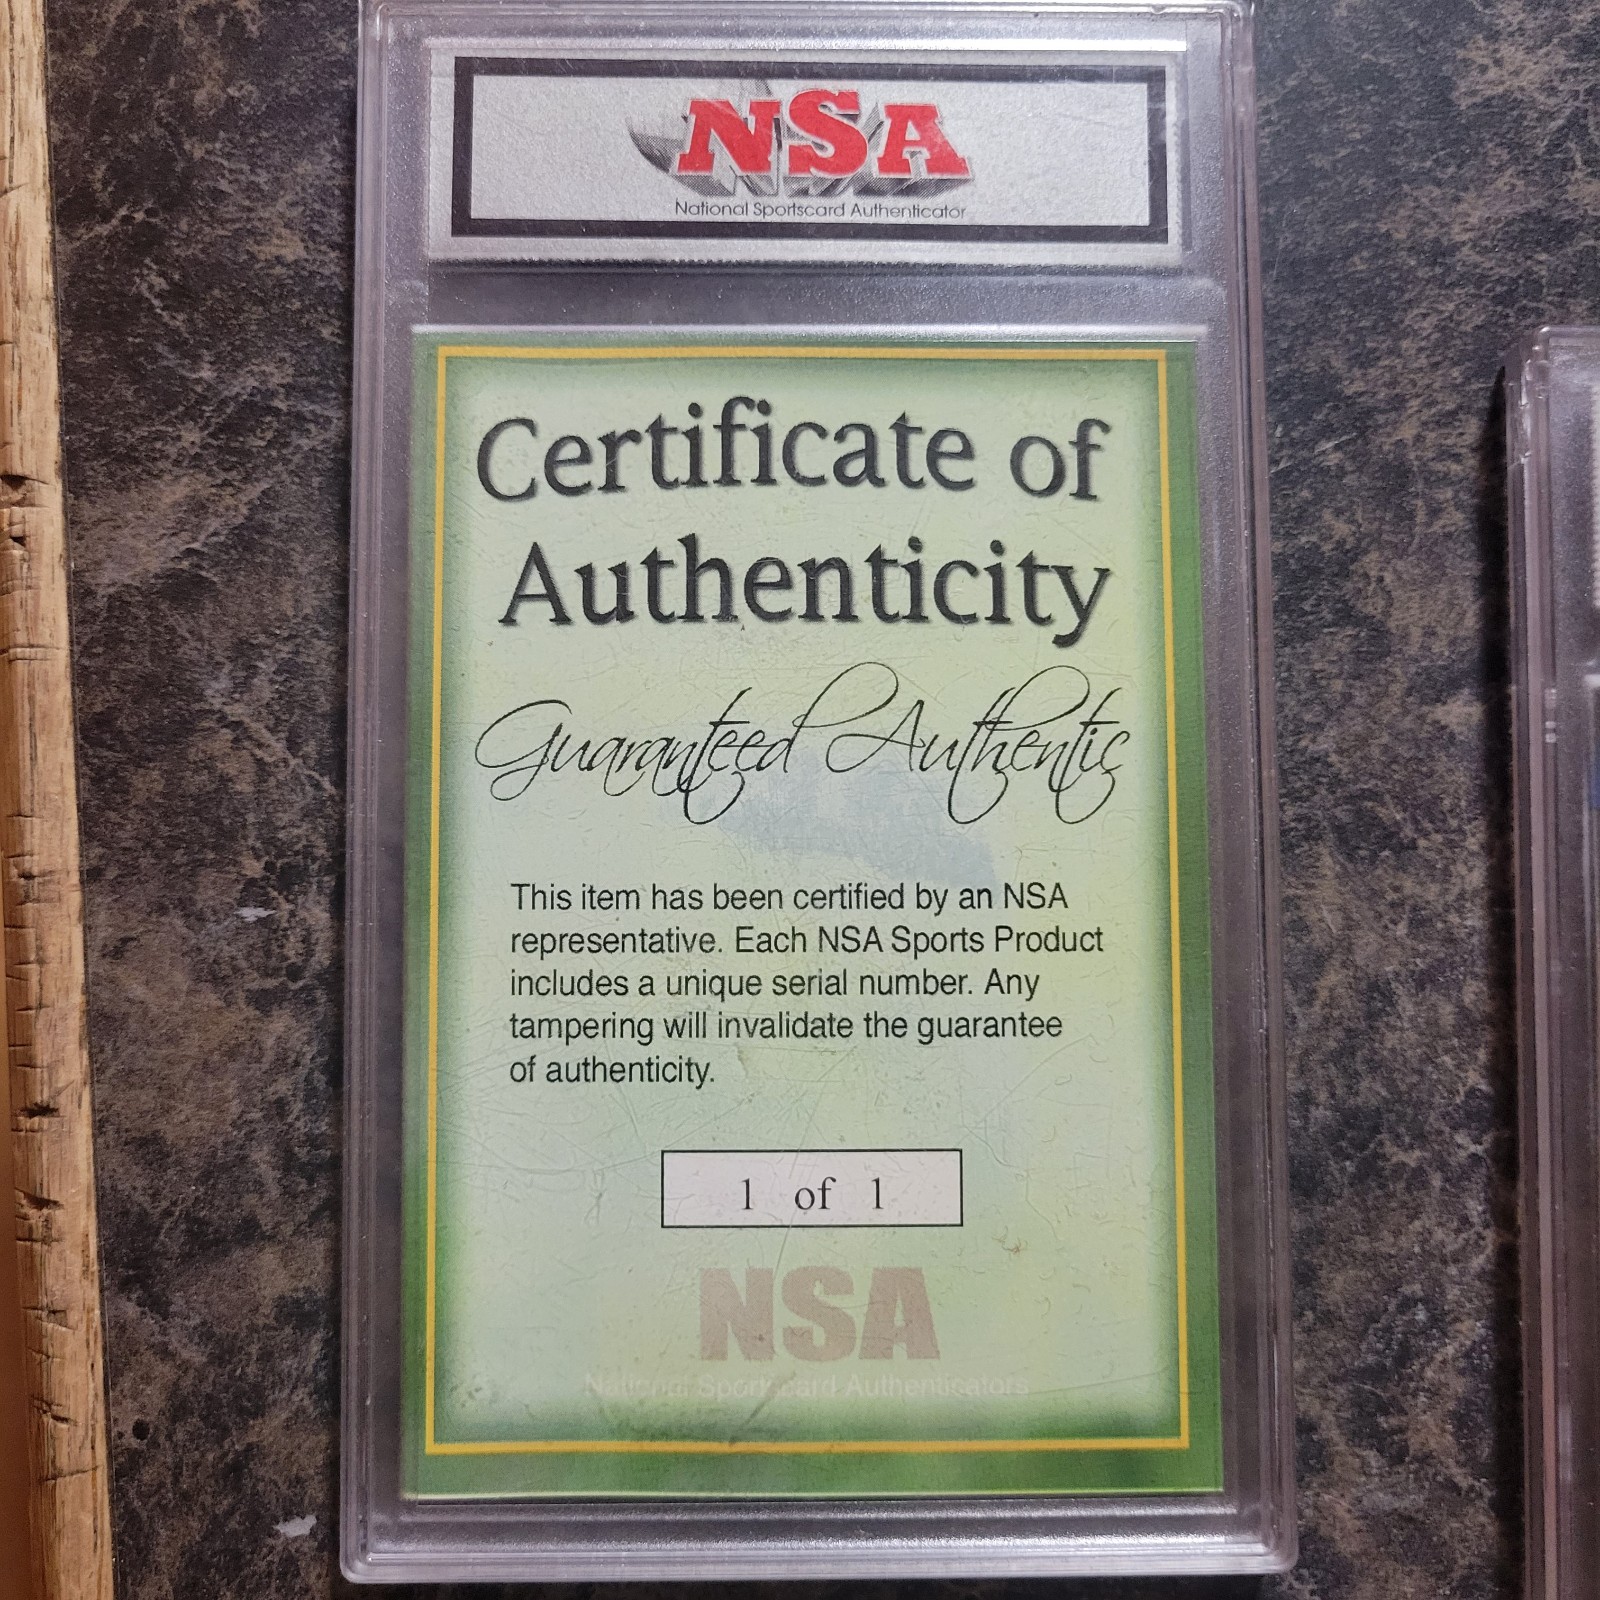 NSA
National Sportscard Authenticator
Certificate of
Authenticity
Guaranteed Authentic
This item has been certified by an NSA
representative. Each NSA Sports Product
includes a unique serial number. Any
tampering will invalidate the guarantee
of authenticity.
1 of 1
NSA
National Sportscard Authenticators